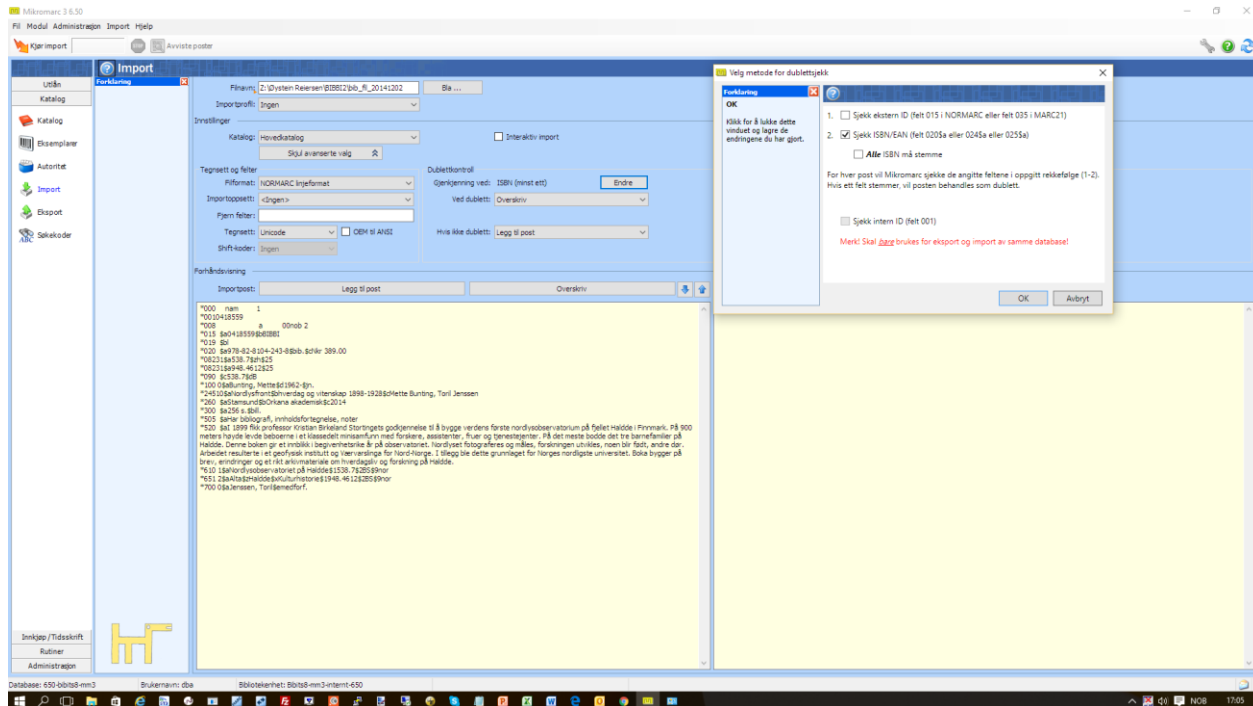 Mikromarc 3 6.50
Fil Modul Administrasjon Import Hjelp
Kjør import
Avviste poster
Utlån
Katalog
Katalog
Eksemplarer
Autoritet
Import
Eksport
Søkekoder
Innkjøp/Tidsskrift
Rutiner
Administrasjon
Import
Forklaring
Filnavn: Z:\Øystein Reiersen\BIBBI2\bib_fil_20141202 Bla ...
Importprofil: Ingen
Innstillinger
Katalog: Hovedkatalog Interaktiv import
Skjul avanserte valg
Tegnsett og felter Dublettkontroll
Filformat: NORMARC linjeformat Gjenkjenning ved: ISBN (minst ett) Endre
Importoppsett: <Ingen> Ved dublett: Overskriv
Fjern felter:
Tegnsett: Unicode OEM til ANSI Hvis ikke dublett: Legg til post
Shift-koder: Ingen
Forhåndsvisning
Importpost: Legg til post Overskriv
*000 nam 1
*0010418559
*008 a 00nob 2
*015 $a0418559$bBIBBI
*019 $bl
*020 $a978-82-8104-243-8$bib.$cNkr 389.00
*08231$a538.7$zh$25
*08231$a948.4612$25
*090 $c538.7$dB
*100 0$aBunting, Mette$d1962-$jn.
*24510$aNordlysfront$bhverdag og vitenskap 1898-1928$cMette Bunting, Toril Jenssen
*260 $aStamsund$bOrkana akademisk$c2014
*300 $a256 s.$bill.
*505 $aHar bibliografi, innholdsfortegnelse, noter
*520 $aI 1899 fikk professor Kristian Birkeland Stortingets godkjennelse til å bygge verdens første nordlysobservatorium på fjellet Haldde i Finnmark. På 900
meters høyde levde beboerne i et klassedelt minisamfunn med forskere, assistenter, fruer og tjenestejenter. På det meste bodde det tre barnefamilier på
Haldde. Denne boken gir et innblikk i begivenhetsrike år på observatoriet. Nordlyset fotograferes og måles, forskningen utvikles, noen blir født, andre dør.
Arbeidet resulterte i et geofysisk institutt og Værvarslinga for Nord-Norge. I tillegg ble dette grunnlaget for Norges nordligste universitet. Boka bygger på
brev, erindringer og et rikt arkivmateriale om hverdagsliv og forskning på Haldde.
*610 1$aNordlysobservatoriet på Haldde$1538.7$2BS$9nor
*651 2$aAlta$zHaldde$xKulturhistorie$1948.4612$2BS$9nor
*700 0$aJenssen, Toril$emedforf.
Velg metode for dublettsjekk
Forklaring
OK
Klikk for å lukke dette
vinduet og lagre de
endringene du har gjort.
1. Sjekk ekstern ID (felt 015 i NORMARC eller felt 035 i MARC21)
2. Sjekk ISBN/EAN (felt 020$a eller 024$a eller 025$a)
Alle ISBN må stemme
For hver post vil Mikromarc sjekke de angitte feltene i oppgitt rekkefølge (1-2).
Hvis ett felt stemmer, vil posten behandles som dublett.
Sjekk intern ID (felt 001)
Merk! Skal bare brukes for eksport og import av samme database!
OK Avbryt
Database: 650-bibits8-mm3 Brukernavn: dba Bibliotekenhet: Bibits8-mm3-internt-650
NOB 17:05